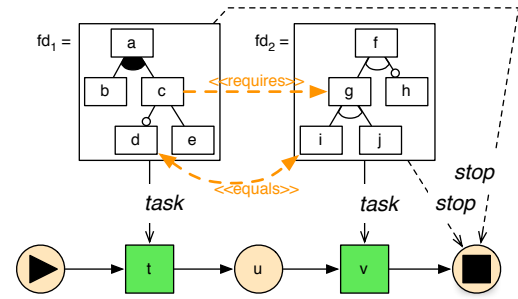 fd1 =
a
b
c
d
e
<<requires>>
fd2 =
f
g
h
i
j
<<equals>>
task
task
stop
stop
t
u
v